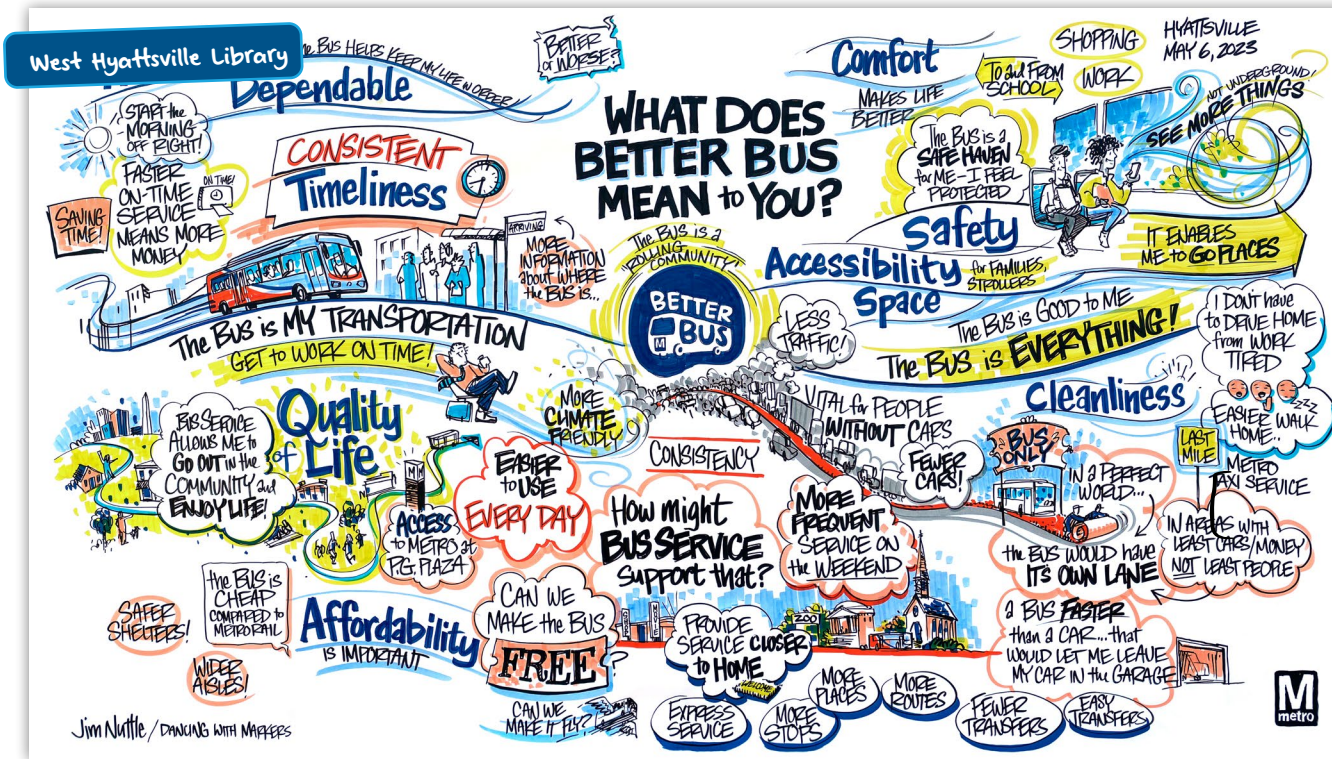 West Hyattsville Library
the BUS HELPS KEEP MY LIFE IN ORDER!
Dependable
BETTER
or WORSE?
START the
MORNING
OFF RIGHT!
CONSISTENT
Timeliness
FASTER
ON-TIME
SERVICE
MEANS MORE
MONEY
ON TIME!
SAVING
TIME!
ARRIVING
MORE
INFORMATION
about WHERE
the BUS IS...
The BUS is MY TRANSPORTATION
GET to WORK ON TIME!
WHAT DOES
BETTER BUS
MEAN to YOU?
The BUS is a
"ROLLING
COMMUNITY"
BETTER
BUS
M
Comfort
MAKES LIFE
BETTER
SHOPPING
To and FROM
SCHOOL
WORK
HYATTSVILLE
MAY 6, 2023
NOT UNDERGROUND!
SEE MORE THINGS
The BUS is a
SAFE HAVEN
for ME-I FEEL
PROTECTED
Safety
IT ENABLES
ME to GO PLACES
Accessibility for FAMILIES,
STROLLERS
Space
The BUS IS GOOD to ME
The BUS is EVERYTHING!
LESS
TRAFFIC!
I DON'T have
to DRIVE HOME
from WORK
TIRED
ZZZ
EASIER WALK
HOME..
Cleanliness
VITAL for PEOPLE
WITHOUT CARS
FEWER
CARS!
BUS
ONLY
IN a PERFECT
WORLD...
the BUS WOULD have
IT'S OWN LANE
LAST
MILE
METRO
TAXI SERVICE
IN AREAS WITH
LEAST CARS/MONEY
NOT LEAST PEOPLE
a BUS FASTER
than a CAR...that
WOULD LET ME LEAVE
MY CAR IN the GARAGE
MORE
CLIMATE
FRIENDLY
Quality
of Life
BUS SERVICE
ALLOWS ME to
GO OUT in the
COMMUNITY and
ENJOY LIFE!
M
ACCESS
to METRO at
P.G. PLAZA
EASIER
to USE
EVERY DAY
CONSISTENCY
How might
BUS SERVICE
support that?
MORE
FREQUENT
SERVICE ON
the WEEKEND
the BUS IS
CHEAP
COMPARED to
METRORAIL
SAFER
SHELTERS!
WIDER
AISLES!
Affordability
IS IMPORTANT
CAN WE
MAKE the BUS
FREE?
CAN WE
MAKE IT FLY?
MOVIE
ZOO
PROVIDE
SERVICE CLOSER
to HOME
WELCOME
EXPRESS
SERVICE
MORE
STOPS
MORE
PLACES
MORE
ROUTES
FEWER
TRANSFERS
EASY
TRANSFERS
Jim Nuttle / DANCING WITH MARKERS
M
metro